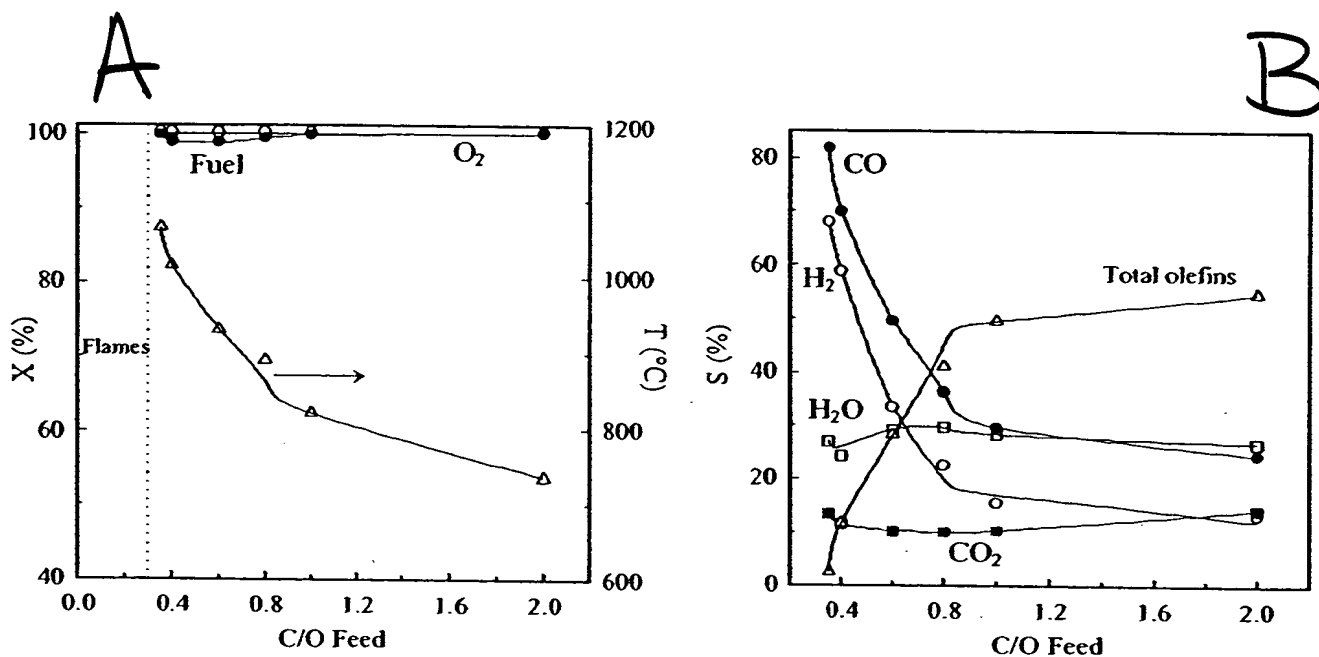 A
B
100
80
60
40
X (%)
Fuel
O2
Flames
1200
1000
800
600
T (°C)
0.0
0.4
0.8
1.2
1.6
2.0
C/O Feed
80
60
40
20
0
S (%)
CO
H2
Total olefins
H2O
CO2
0.4
0.8
1.2
1.6
2.0
C/O Feed